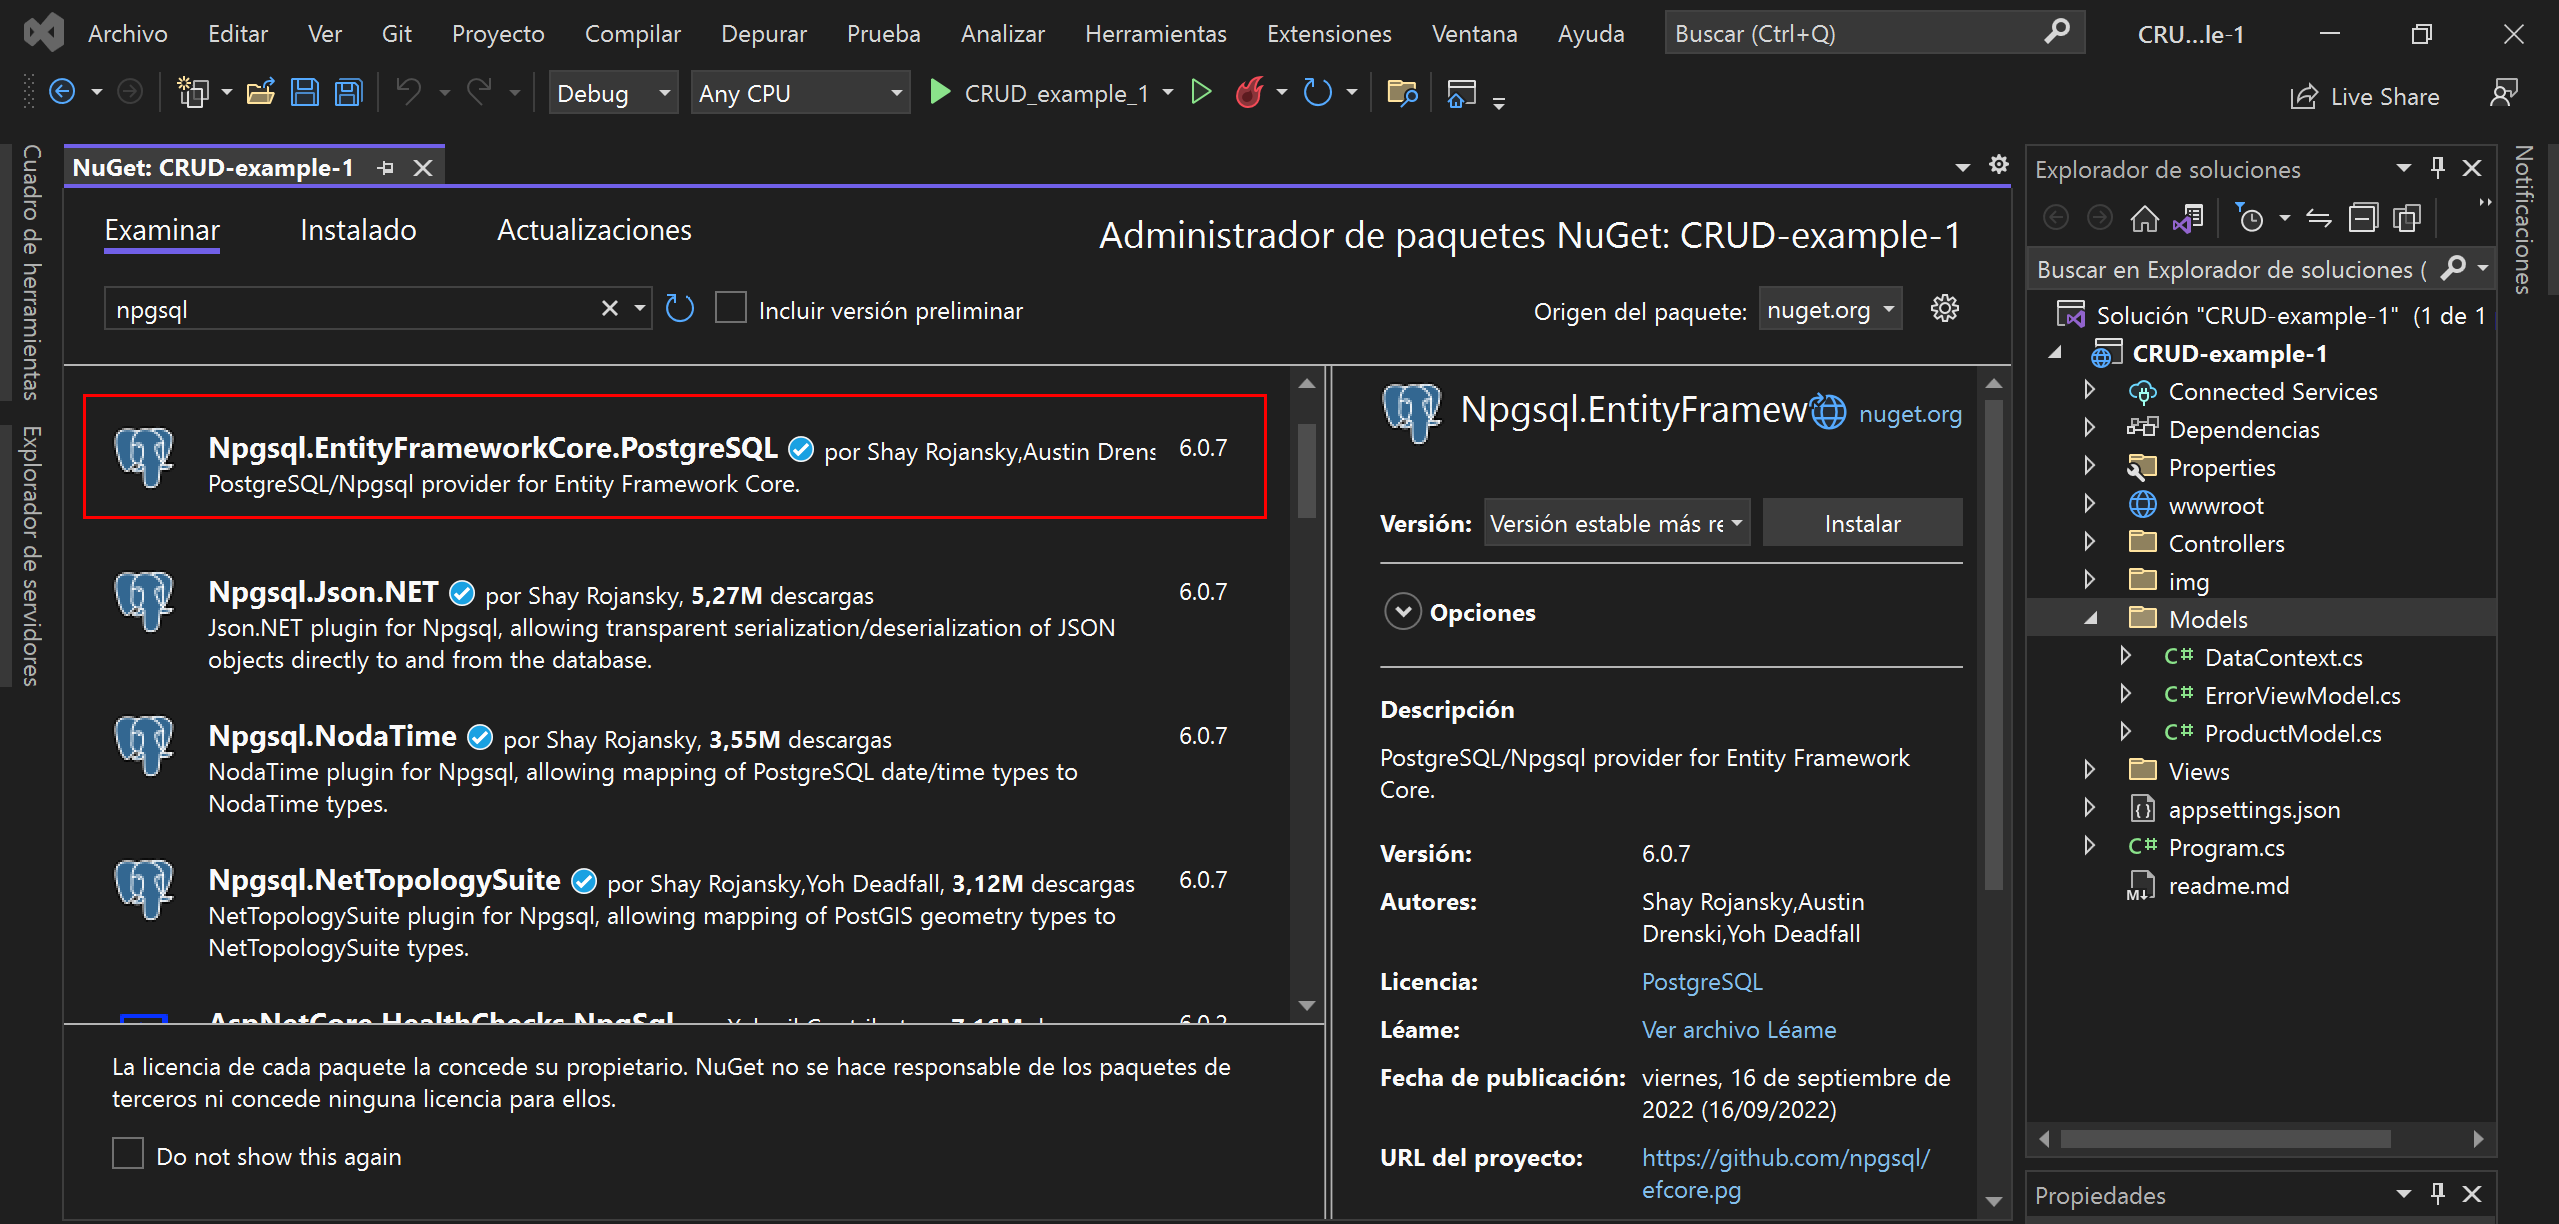 Archivo Editar Ver Git Proyecto Compilar Depurar Prueba Analizar Herramientas Extensiones Ventana Ayuda Buscar (Ctrl+Q) CRU...le-1
Debug Any CPU CRUD_example_1 Live Share
Cuadro de herramientas
Explorador de servidores
NuGet: CRUD-example-1
Examinar Instalado Actualizaciones
Administrador de paquetes NuGet: CRUD-example-1
npgsql
Incluir versión preliminar
Origen del paquete: nuget.org
Npgsql.EntityFrameworkCore.PostgreSQL por Shay Rojansky,Austin Drens 6.0.7
PostgreSQL/Npgsql provider for Entity Framework Core.
Npgsql.Json.NET por Shay Rojansky, 5,27M descargas 6.0.7
Json.NET plugin for Npgsql, allowing transparent serialization/deserialization of JSON
objects directly to and from the database.
Npgsql.NodaTime por Shay Rojansky, 3,55M descargas 6.0.7
NodaTime plugin for Npgsql, allowing mapping of PostgreSQL date/time types to
NodaTime types.
Npgsql.NetTopologySuite por Shay Rojansky,Yoh Deadfall, 3,12M descargas 6.0.7
NetTopologySuite plugin for Npgsql, allowing mapping of PostGIS geometry types to
NetTopologySuite types.
AspNetCore.HealthChecks.NpgSql
La licencia de cada paquete la concede su propietario. NuGet no se hace responsable de los paquetes de
terceros ni concede ninguna licencia para ellos.
Do not show this again
Npgsql.EntityFramew nuget.org
Versión: Versión estable más re Instalar
Opciones
Descripción
PostgreSQL/Npgsql provider for Entity Framework
Core.
Versión: 6.0.7
Autores: Shay Rojansky,Austin
Drenski,Yoh Deadfall
Licencia: PostgreSQL
Léame: Ver archivo Léame
Fecha de publicación: viernes, 16 de septiembre de
2022 (16/09/2022)
URL del proyecto: https://github.com/npgsql/
efcore.pg
Explorador de soluciones
Buscar en Explorador de soluciones (
Solución "CRUD-example-1" (1 de 1
CRUD-example-1
Connected Services
Dependencias
Properties
wwwroot
Controllers
img
Models
C# DataContext.cs
C# ErrorViewModel.cs
C# ProductModel.cs
Views
appsettings.json
C# Program.cs
readme.md
Propiedades
Notificaciones